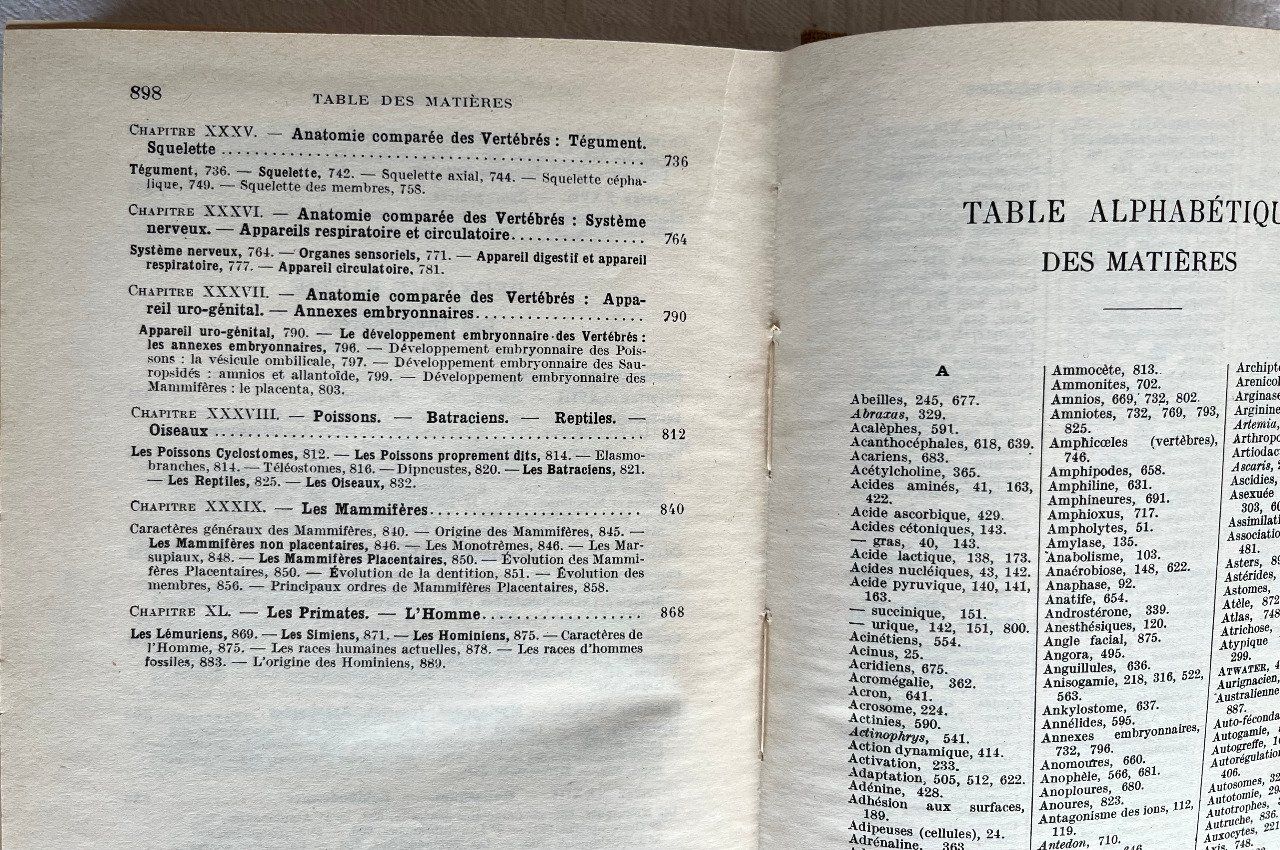 898
TABLE DES MATIÈRES
CHAPITRE XXXV. — Anatomie comparée des Vertébrés : Tégument.
Squelette ........ 736
Tégument, 736. — Squelette, 742. — Squelette axial, 744. — Squelette cépha-
lique, 749. — Squelette des membres, 758.
CHAPITRE XXXVI. — Anatomie comparée des Vertébrés : Système
nerveux. — Appareils respiratoire et circulatoire........ 764
Système nerveux, 764. — Organes sensoriels, 771. — Appareil digestif et appareil
respiratoire, 777. — Appareil circulatoire, 781.
CHAPITRE XXXVII. — Anatomie comparée des Vertébrés : Appa-
reil uro-génital. — Annexes embryonnaires........ 790
Appareil uro-génital, 790. — Le développement embryonnaire des Vertébrés :
les annexes embryonnaires, 796. — Développement embryonnaire des Pois-
sons : la vésicule ombilicale, 797. — Développement embryonnaire des Sau-
ropsidés : amnios et allantoïde, 799. — Développement embryonnaire des
Mammifères : le placenta, 803.
CHAPITRE XXXVIII. — Poissons. — Batraciens. — Reptiles. —
Oiseaux ........ 812
Les Poissons Cyclostomes, 812. — Les Poissons proprement dits, 814. — Elasmo-
branches, 814. — Téléostomes, 816. — Dipneustes, 820. — Les Batraciens, 821.
— Les Reptiles, 825. — Les Oiseaux, 832.
CHAPITRE XXXIX. — Les Mammifères........ 840
Caractères généraux des Mammifères, 840. — Origine des Mammifères, 845. —
Les Mammifères non placentaires, 846. — Les Monotrèmes, 846. — Les Mar-
supiaux, 848. — Les Mammifères Placentaires, 850. — Évolution des Mammi-
fères Placentaires, 850. — Évolution de la dentition, 851. — Évolution des
membres, 856. — Principaux ordres de Mammifères Placentaires, 858.
CHAPITRE XL. — Les Primates. — L'Homme........ 868
Les Lémuriens, 869. — Les Simiens, 871. — Les Hominiens, 875. — Caractères de
l'Homme, 875. — Les races humaines actuelles, 878. — Les races d'hommes
fossiles, 883. — L'origine des Hominiens, 889.
TABLE ALPHABÉTIQU
DES MATIÈRES
A
Abeilles, 245, 677.
Abraxas, 329.
Acalèphes, 591.
Acanthocéphales, 618, 639.
Acariens, 683.
Acétylcholine, 365.
Acides aminés, 41, 163,
422.
Acide ascorbique, 429.
Acides cétoniques, 143.
— gras, 40, 143.
Acide lactique, 138, 173.
Acides nucléiques, 43, 142.
Acide pyruvique, 140, 141,
163.
— succinique, 151.
— urique, 142, 151, 800.
Acinétiens, 554.
Acinus, 25.
Acridiens, 675.
Acromégalie, 362.
Acron, 641.
Acrosome, 224.
Actinies, 590.
Actinophrys, 541.
Action dynamique, 414.
Activation, 233.
Adaptation, 505, 512, 622.
Adénine, 428.
Adhésion aux surfaces,
189.
Adipeuses (cellules), 24.
Adrénaline, 363
Ammocète, 813.
Ammonites, 702.
Amnios, 669, 732, 802.
Amniotes, 732, 769, 793,
825.
Amphicœles (vertèbres),
746.
Amphipodes, 658.
Amphiline, 631.
Amphineures, 691.
Amphioxus, 717.
Ampholytes, 51.
Amylase, 135.
Anabolisme, 103.
Anaérobiose, 148, 622.
Anaphase, 92.
Anatife, 654.
Androstérone, 339.
Anesthésiques, 120.
Angle facial, 875.
Angora, 495.
Anguillules, 636.
Anisogamie, 218, 316, 522,
563.
Ankylostome, 637.
Annélides, 595.
Annexes embryonnaires,
732, 796.
Anomoures, 660.
Anophèle, 566, 681.
Anoploures, 680.
Anoures, 823.
Antagonisme des ions, 112,
119.
Antedon, 710.
Archipt
Arenicol
Arginase
Arginine
Artemia,
Arthropo
Artiodac
Ascaris,
Ascidies,
Asexuée
303, 60
Assimilati
Association
481.
Asters, 89
Astérides,
Astomes,
Atèle, 872
Atlas, 748
Atrichose,
Atypique
299.
ATWATER, 4
Aurignacien,
Australienne
887.
Auto-féconda
Autogamie,
Autogreffe, 10
Autorégulation
406.
Autosomes, 32
Autotomie, 29
Autotrophes,
Autruche, 836.
Auxocytes, 221
Axis, 748.